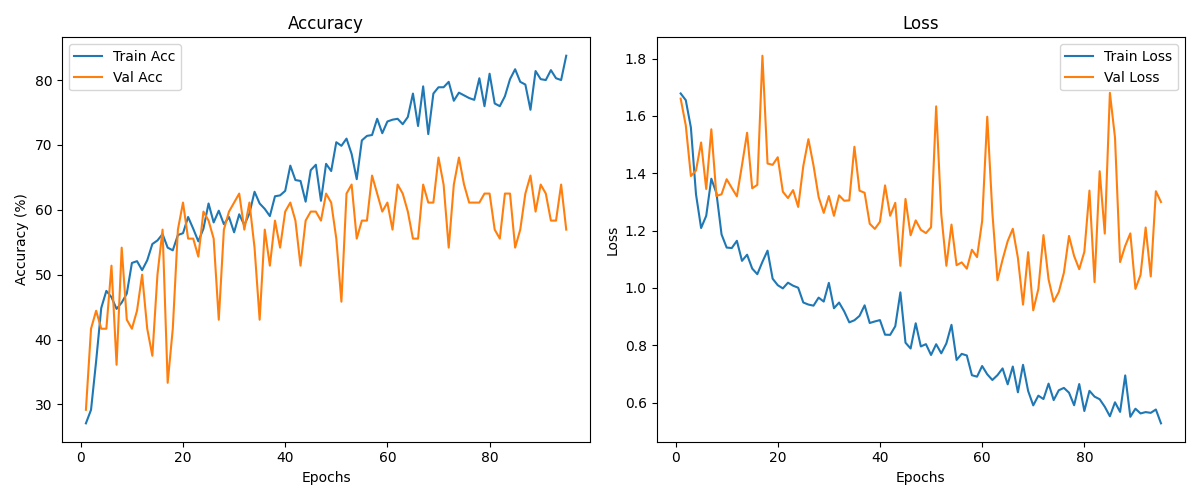 Accuracy
Train Acc
Val Acc
Accuracy (%)
80
70
60
50
40
30
0 20 40 60 80
Epochs
Loss
Train Loss
Val Loss
Loss
1.8
1.6
1.4
1.2
1.0
0.8
0.6
0 20 40 60 80
Epochs